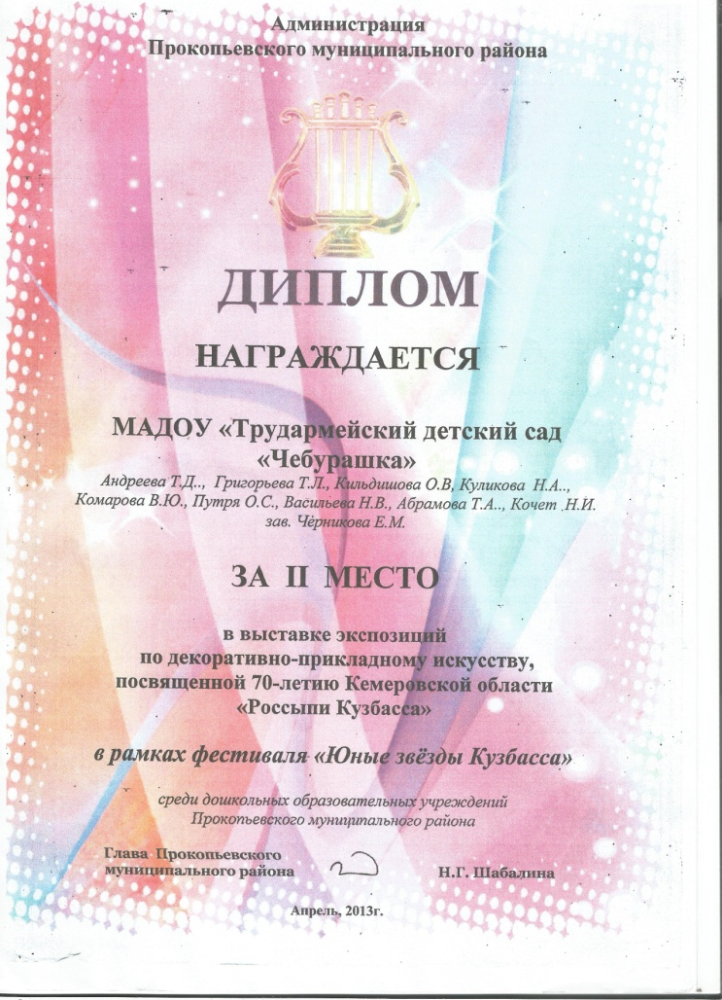 Администрация
Прокопьевского муниципального района
ДИПЛОМ
НАГРАЖДАЕТСЯ
МАДОУ «Трудармейский детский сад
«Чебурашка»
Андреева Т.Д.., Григорьева Т.Л., Кильдишова О.В, Куликова Н.А..,
Комарова В.Ю., Путря О.С., Васильева Н.В., Абрамова Т.А.., Кочет .Н.И.
зав. Черникова Е.М.
ЗА II МЕСТО
в выставке экспозиций
по декоративно-прикладному искусству,
посвященной 70-летию Кемеровской области
«Россыпи Кузбасса»
в рамках фестиваля «Юные звёзды Кузбасса»
среди дошкольных образовательных учреждений
Прокопьевского муниципального района
Глава Прокопьевского
муниципального района Н.Г. Шабалина
Апрель, 2013г.